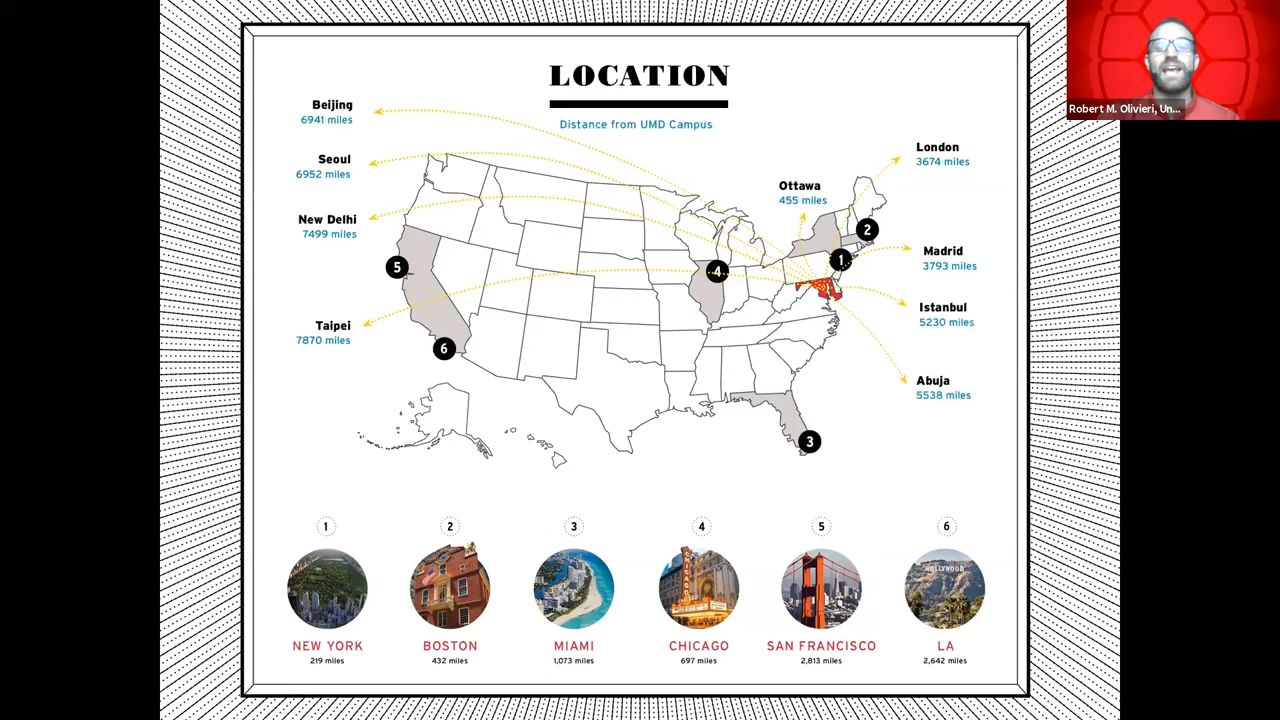 LOCATION
Distance from UMD Campus
Beijing
6941 miles
Seoul
6952 miles
New Delhi
7499 miles
Taipei
7870 miles
Ottawa
455 miles
London
3674 miles
Madrid
3793 miles
Istanbul
5230 miles
Abuja
5538 miles
1
2
3
4
5
6
1
2
3
4
5
6
CHICAGO
CHICAGO
HOLLYWOOD
NEW YORK
219 miles
BOSTON
432 miles
MIAMI
1,073 miles
CHICAGO
697 miles
SAN FRANCISCO
2,813 miles
LA
2,642 miles
Robert M. Olivieri, Un...